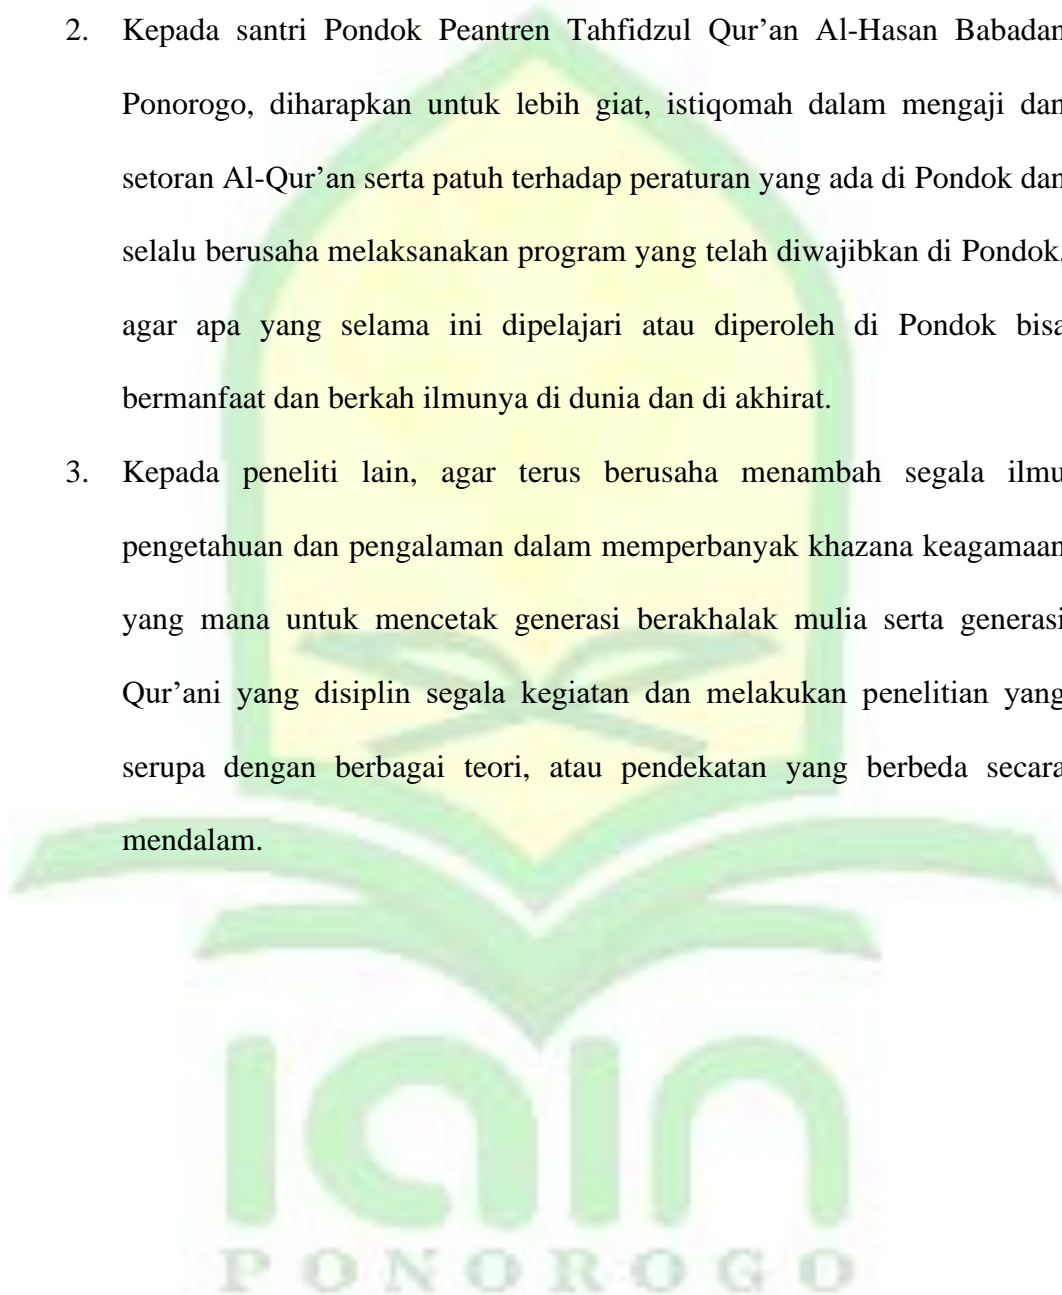 2. Kepada santri Pondok Peantren Tahfidzul Qur’an Al-Hasan Babadan
Ponorogo, diharapkan untuk lebih giat, istiqomah dalam mengaji dan
setoran Al-Qur’an serta patuh terhadap peraturan yang ada di Pondok dan
selalu berusaha melaksanakan program yang telah diwajibkan di Pondok,
agar apa yang selama ini dipelajari atau diperoleh di Pondok bisa
bermanfaat dan berkah ilmunya di dunia dan di akhirat.
3. Kepada peneliti lain, agar terus berusaha menambah segala ilmu
pengetahuan dan pengalaman dalam memperbanyak khazana keagamaan
yang mana untuk mencetak generasi berakhalak mulia serta generasi
Qur’ani yang disiplin segala kegiatan dan melakukan penelitian yang
serupa dengan berbagai teori, atau pendekatan yang berbeda secara
mendalam.
iain
PONOROGO